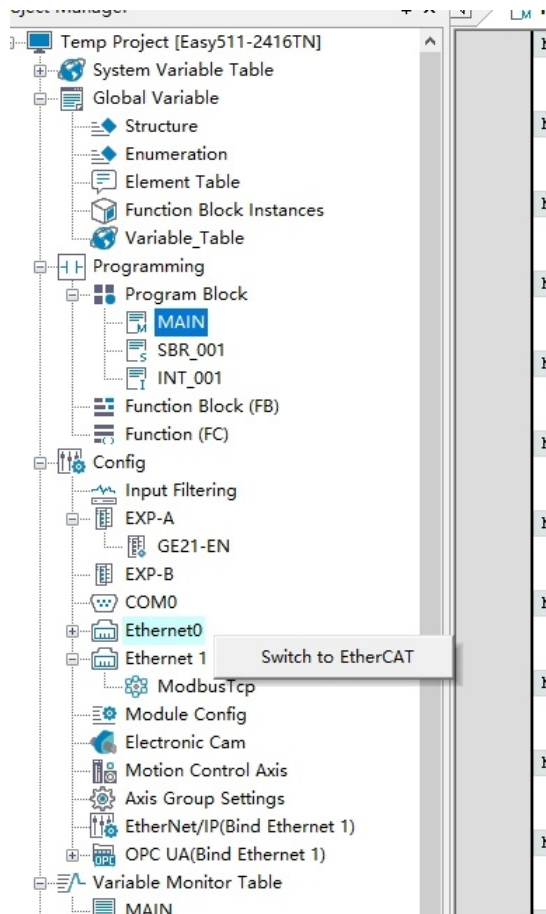 Temp Project [Easy511-2416TN]
System Variable Table
Global Variable
Structure
Enumeration
Element Table
Function Block Instances
Variable_Table
Programming
Program Block
MAIN
SBR_001
INT_001
Function Block (FB)
Function (FC)
Config
Input Filtering
EXP-A
GE21-EN
EXP-B
COM0
Ethernet0
Ethernet 1
Switch to EtherCAT
ModbusTcp
Module Config
Electronic Cam
Motion Control Axis
Axis Group Settings
EtherNet/IP(Bind Ethernet 1)
OPC UA(Bind Ethernet 1)
Variable Monitor Table
MAIN